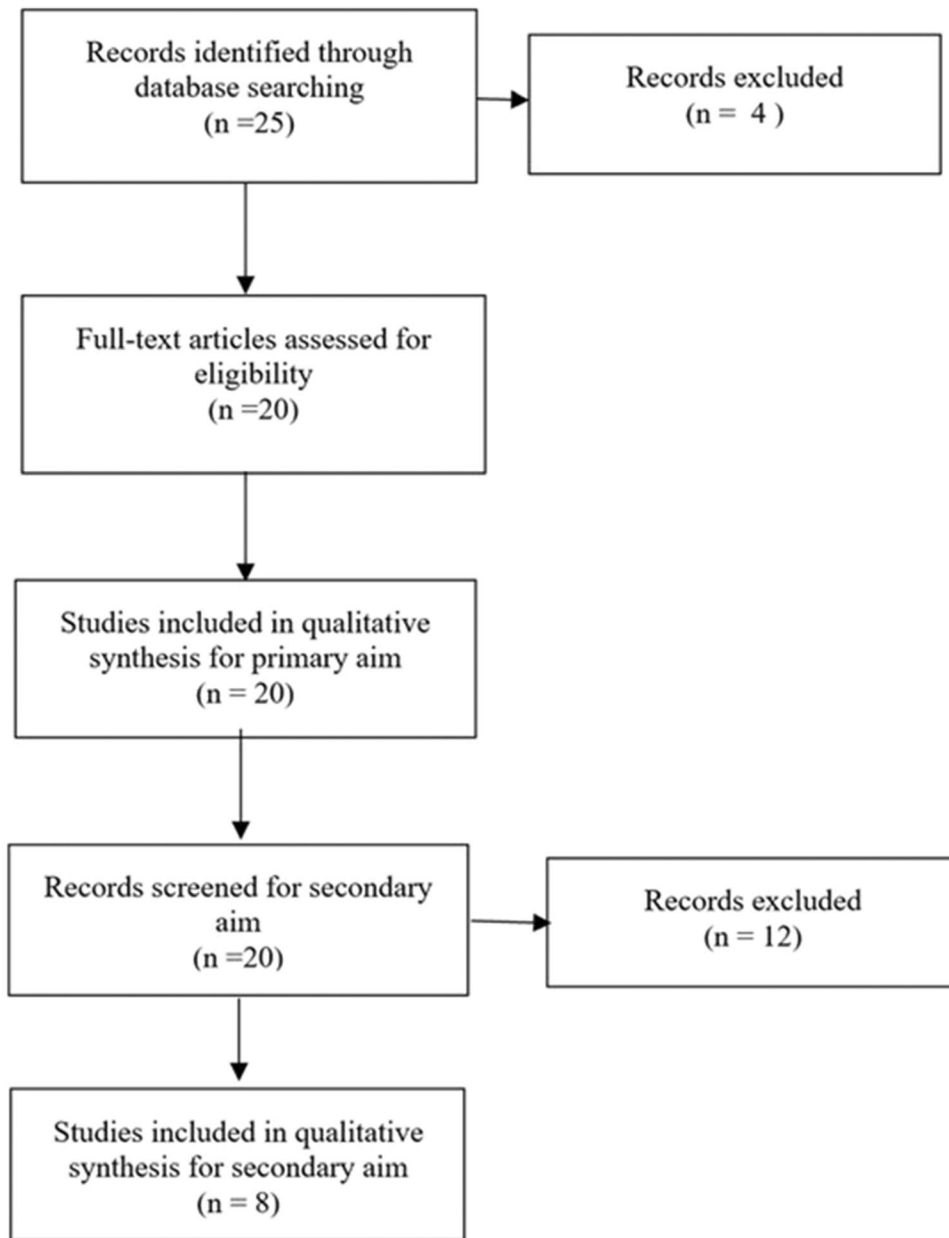 Records identified through
database searching
(n =25)
Records excluded
(n = 4 )
Full-text articles assessed for
eligibility
(n =20)
Studies included in qualitative
synthesis for primary aim
(n = 20)
Records screened for secondary
aim
(n =20)
Records excluded
(n = 12)
Studies included in qualitative
synthesis for secondary aim
(n = 8)